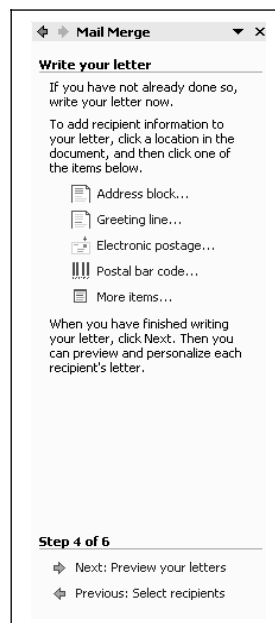 Mail Merge
Write your letter
If you have not already done so,
write your letter now.
To add recipient information to
your letter, click a location in the
document, and then click one of
the items below.
Address block...
Greeting line...
Electronic postage...
Postal bar code...
More items...
When you have finished writing
your letter, click Next. Then you
can preview and personalize each
recipient's letter.
Step 4 of 6
Next: Preview your letters
Previous: Select recipients